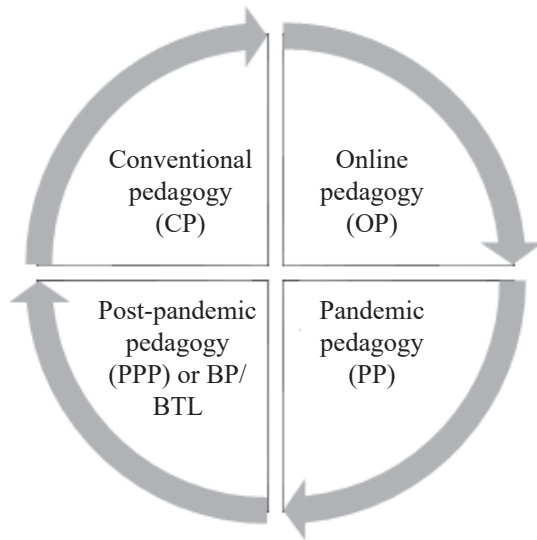 Conventional
pedagogy
(CP)
Online
pedagogy
(OP)
Post-pandemic
pedagogy
(PPP) or BP/
BTL
Pandemic
pedagogy
(PP)